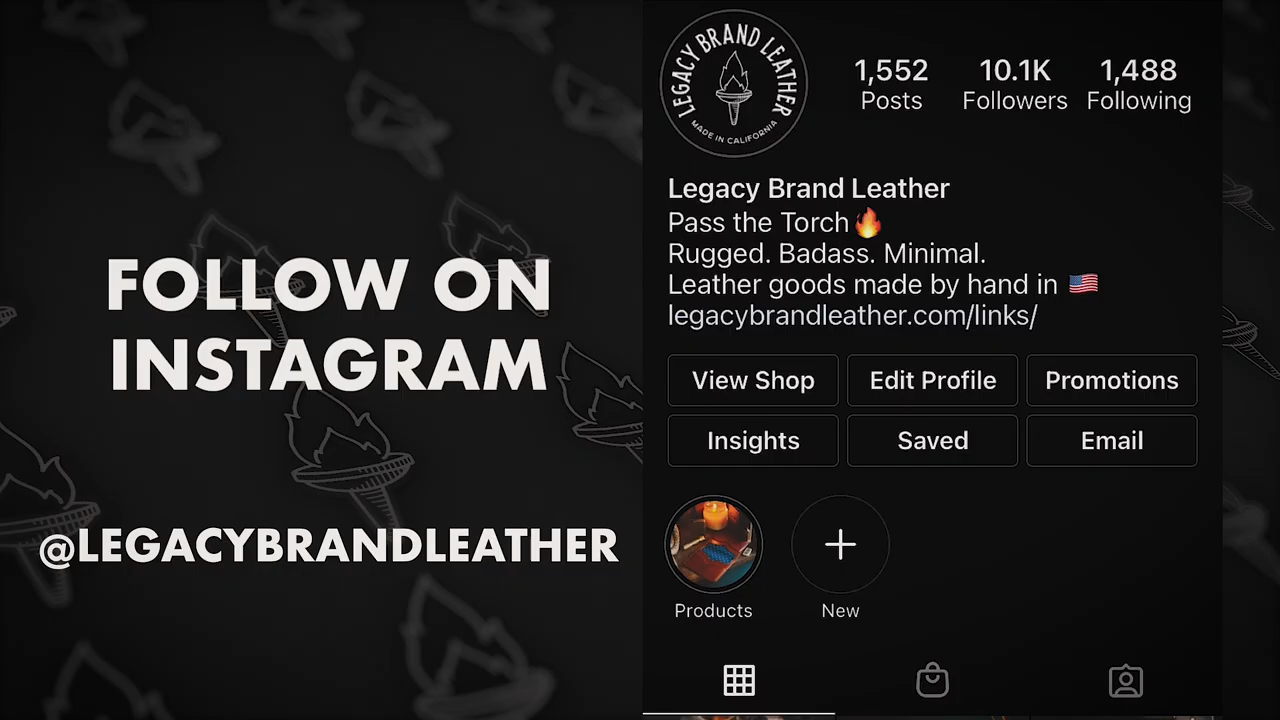 FOLLOW ON
INSTAGRAM
@LEGACYBRANDLEATHER
LEGACY BRAND LEATHER
MADE IN CALIFORNIA
1,552
Posts
10.1K
Followers
1,488
Following
Legacy Brand Leather
Pass the Torch🔥
Rugged. Badass. Minimal.
Leather goods made by hand in 🇺🇸
legacybrandleather.com/links/
View Shop
Edit Profile
Promotions
Insights
Saved
Email
Products
New